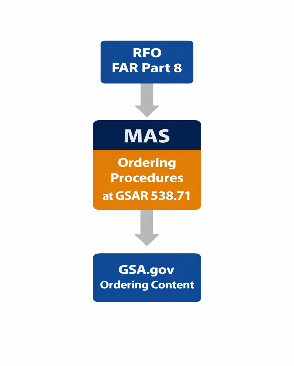 RFO
FAR Part 8
MAS
Ordering
Procedures
at GSAR 538.71
GSA.gov
Ordering Content